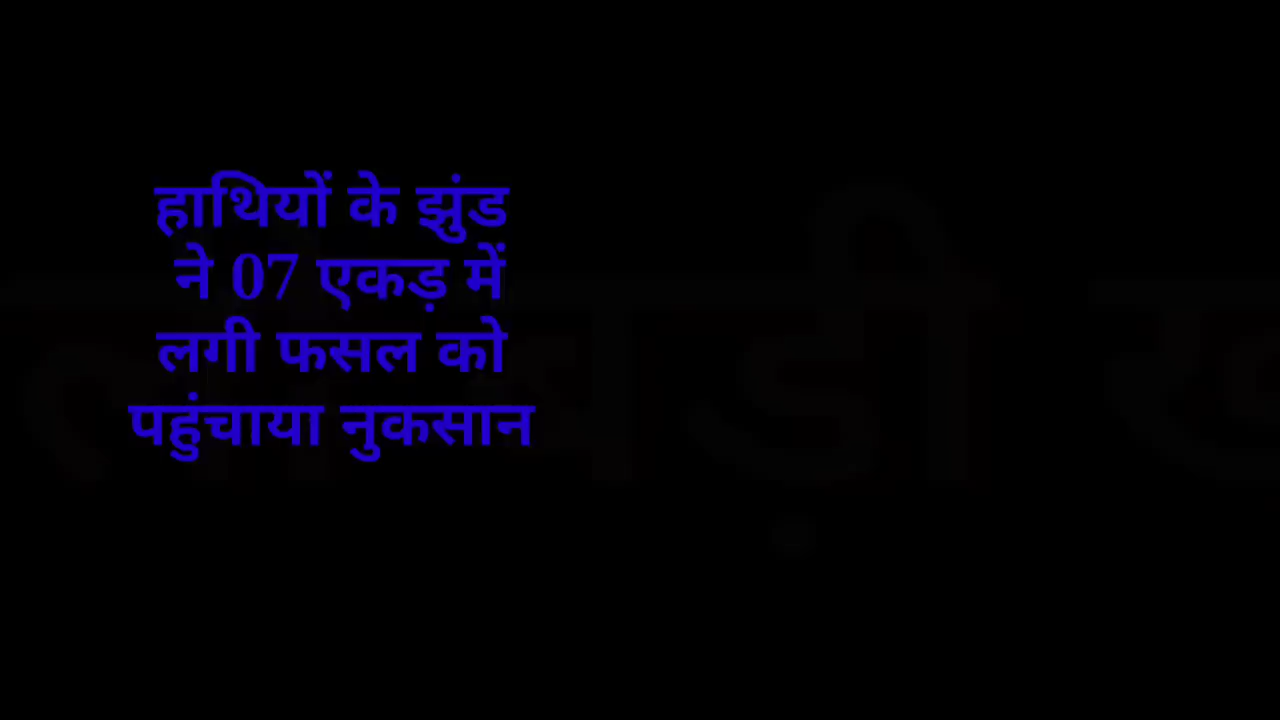 हाथियों के झुंड
ने 07 एकड़ में
लगी फसल को
पहुंचाया नुकसान